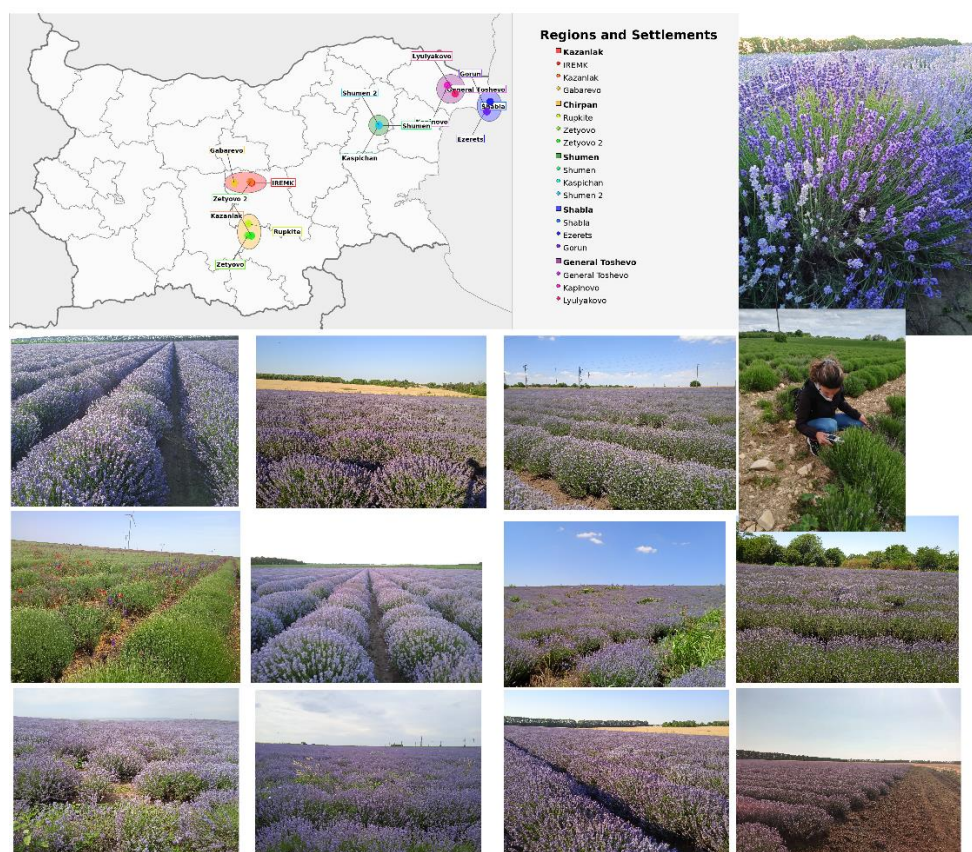 Regions and Settlements
Kazanlak
IREMK
Kazanlak
Gabarevo
Chirpan
Rupkite
Zetyovo
Zetyovo 2
Shumen
Shumen
Kaspichan
Shumen 2
Shabla
Shabla
Ezerets
Gorun
General Toshevo
General Toshevo
Kapinovo
Lyulyakovo
Lyulyakovo
Gorun
General Toshevo
Shumen 2
Shabla
Shumen
Ezerets
Kaspichan
Gabarevo
IREMK
Zetyovo 2
Kazanlak
Rupkite
Zetyovo